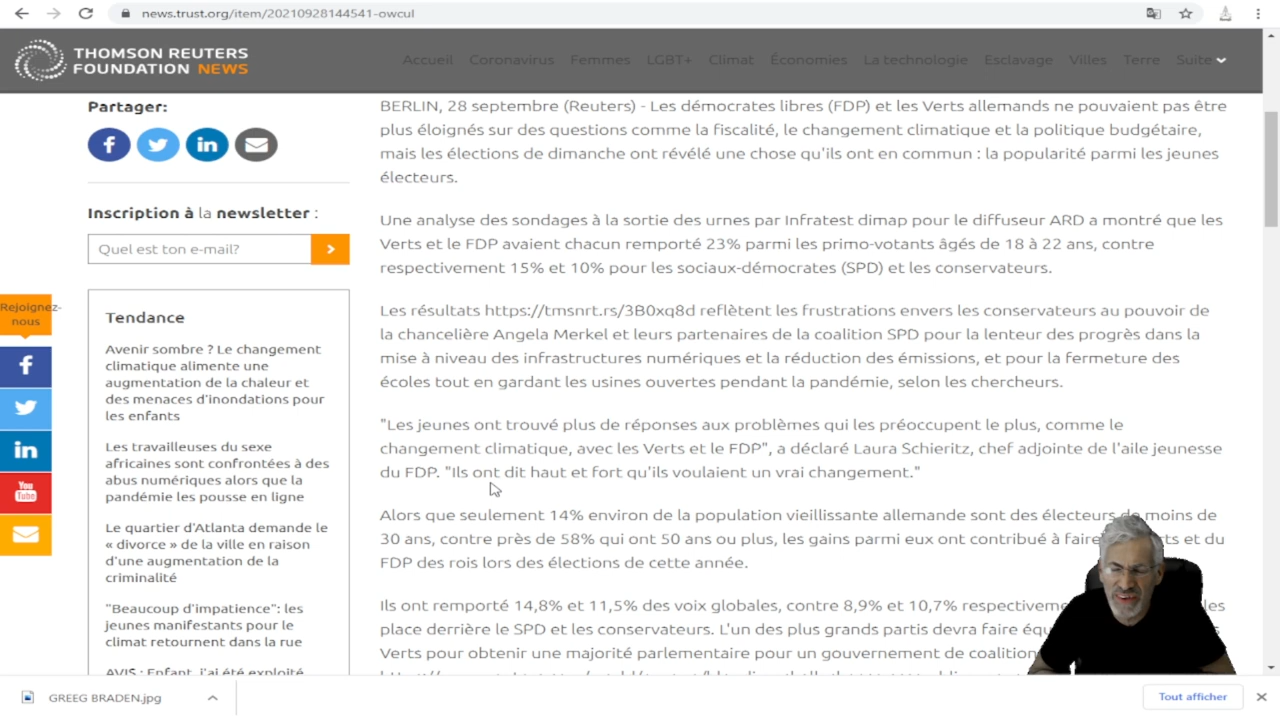 news.trust.org/item/20210928144541-owcul
THOMSON REUTERS
FOUNDATION NEWS
Accueil Coronavirus Femmes LGBT+ Climat Économies La technologie Esclavage Villes Terre Suite
Partager:
Inscription à la newsletter :
Quel est ton e-mail?
Rejoignez-
nous
Tendance
Avenir sombre ? Le changement
climatique alimente une
augmentation de la chaleur et
des menaces d'inondations pour
les enfants
Les travailleuses du sexe
africaines sont confrontées à des
abus numériques alors que la
pandémie les pousse en ligne
Le quartier d'Atlanta demande le
« divorce » de la ville en raison
d'une augmentation de la
criminalité
"Beaucoup d'impatience": les
jeunes manifestants pour le
climat retournent dans la rue
AVIS : Enfant, j'ai été exploité
BERLIN, 28 septembre (Reuters) - Les démocrates libres (FDP) et les Verts allemands ne pouvaient pas être
plus éloignés sur des questions comme la fiscalité, le changement climatique et la politique budgétaire,
mais les élections de dimanche ont révélé une chose qu'ils ont en commun : la popularité parmi les jeunes
électeurs.
Une analyse des sondages à la sortie des urnes par Infratest dimap pour le diffuseur ARD a montré que les
Verts et le FDP avaient chacun remporté 23% parmi les primo-votants âgés de 18 à 22 ans, contre
respectivement 15% et 10% pour les sociaux-démocrates (SPD) et les conservateurs.
Les résultats https://tmsnrt.rs/3B0xq8d reflètent les frustrations envers les conservateurs au pouvoir de
la chancelière Angela Merkel et leurs partenaires de la coalition SPD pour la lenteur des progrès dans la
mise à niveau des infrastructures numériques et la réduction des émissions, et pour la fermeture des
écoles tout en gardant les usines ouvertes pendant la pandémie, selon les chercheurs.
"Les jeunes ont trouvé plus de réponses aux problèmes qui les préoccupent le plus, comme le
changement climatique, avec les Verts et le FDP", a déclaré Laura Schieritz, chef adjointe de l'aile jeunesse
du FDP. "Ils ont dit haut et fort qu'ils voulaient un vrai changement."
Alors que seulement 14% environ de la population vieillissante allemande sont des électeurs de moins de
30 ans, contre près de 58% qui ont 50 ans ou plus, les gains parmi eux ont contribué à faire et du
FDP des rois lors des élections de cette année.
Ils ont remporté 14,8% et 11,5% des voix globales, contre 8,9% et 10,7% les
place derrière le SPD et les conservateurs. L'un des plus grands partis devra faire
Verts pour obtenir une majorité parlementaire pour un gouvernement de coalition
GREEG BRADEN.jpg
Tout afficher